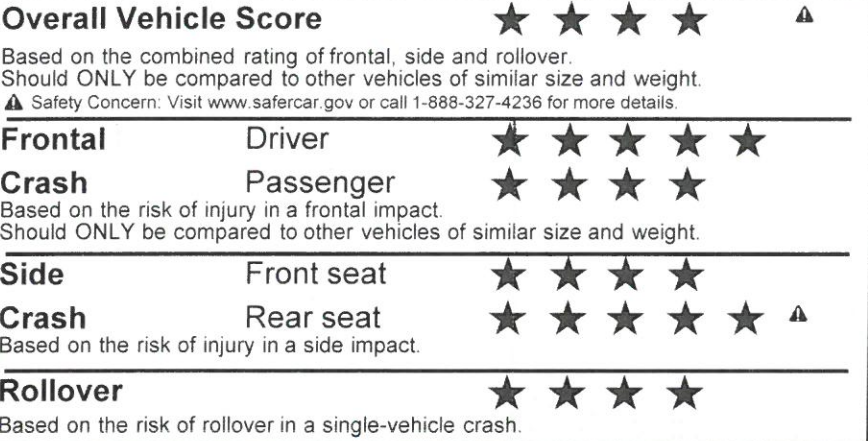 Overall Vehicle Score ★ ★ ★ ★ ⚠
Based on the combined rating of frontal, side and rollover.
Should ONLY be compared to other vehicles of similar size and weight.
⚠ Safety Concern: Visit www.safercar.gov or call 1-888-327-4236 for more details.
Frontal Driver ★ ★ ★ ★ ★
Crash Passenger ★ ★ ★ ★
Based on the risk of injury in a frontal impact.
Should ONLY be compared to other vehicles of similar size and weight.
Side Front seat ★ ★ ★ ★
Crash Rear seat ★ ★ ★ ★ ★ ⚠
Based on the risk of injury in a side impact.
Rollover ★ ★ ★ ★
Based on the risk of rollover in a single-vehicle crash.